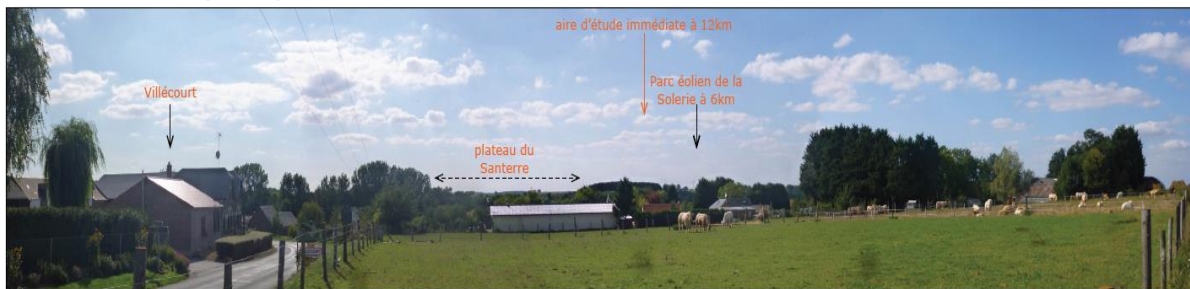 aire d'étude immédiate à 12km
Villécourt
Parc éolien de la
Solerie à 6km
plateau du
Santerre